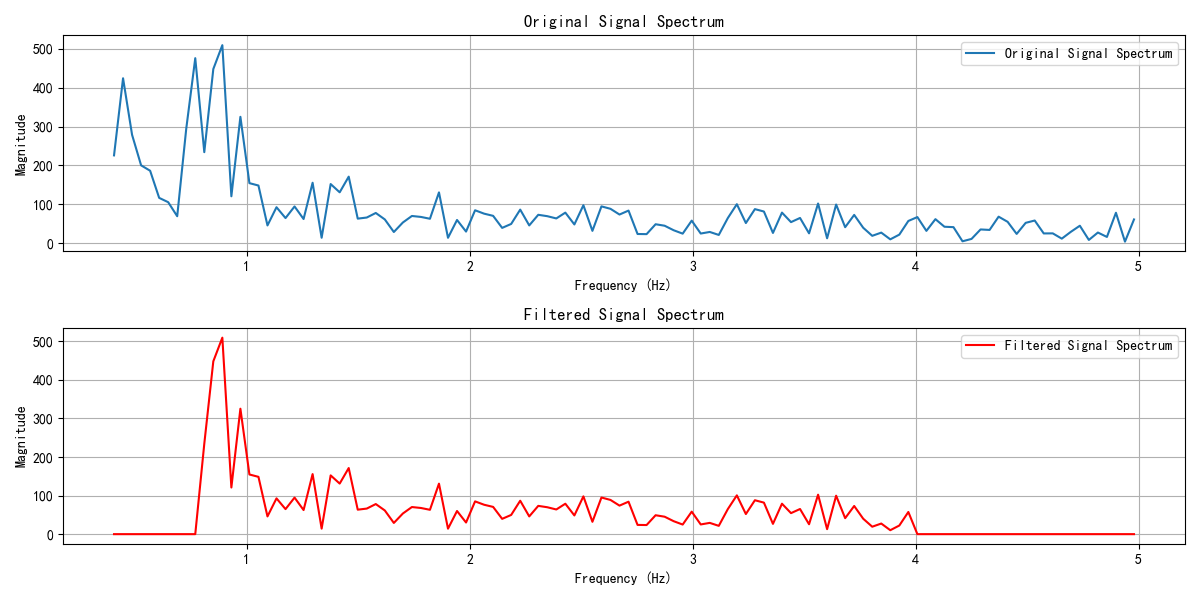 Original Signal Spectrum
500
400
300
200
100
0
Magnitude
Original Signal Spectrum
1 2 3 4 5
Frequency (Hz)
Filtered Signal Spectrum
500
400
300
200
100
0
Magnitude
Filtered Signal Spectrum
1 2 3 4 5
Frequency (Hz)